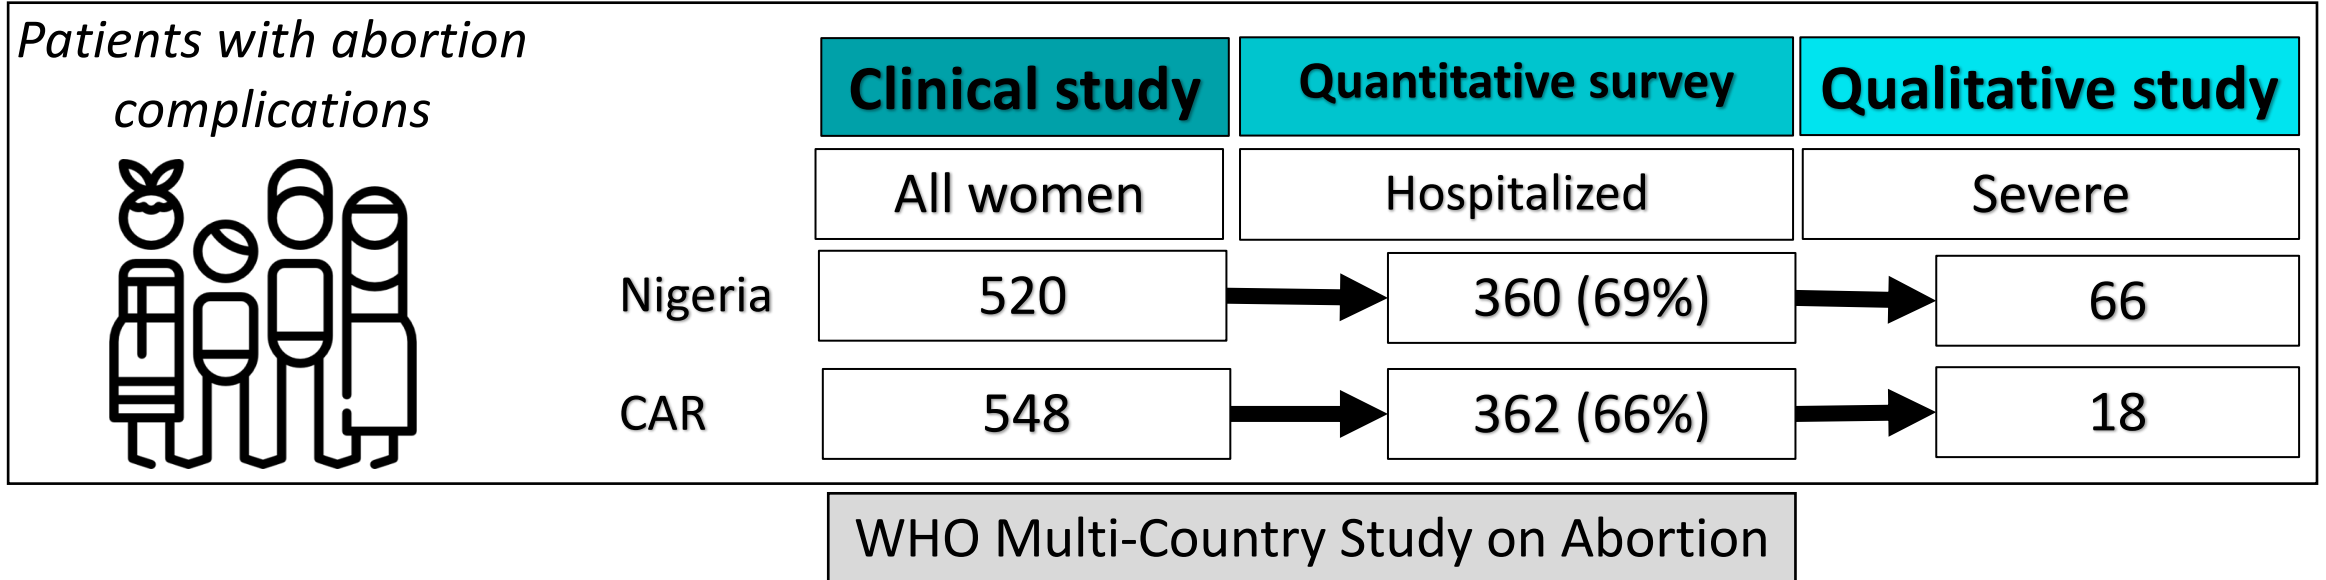 Patients with abortion
complications
Clinical study
Quantitative survey
Qualitative study
All women
Hospitalized
Severe
Nigeria
520
360 (69%)
66
CAR
548
362 (66%)
18
WHO Multi-Country Study on Abortion